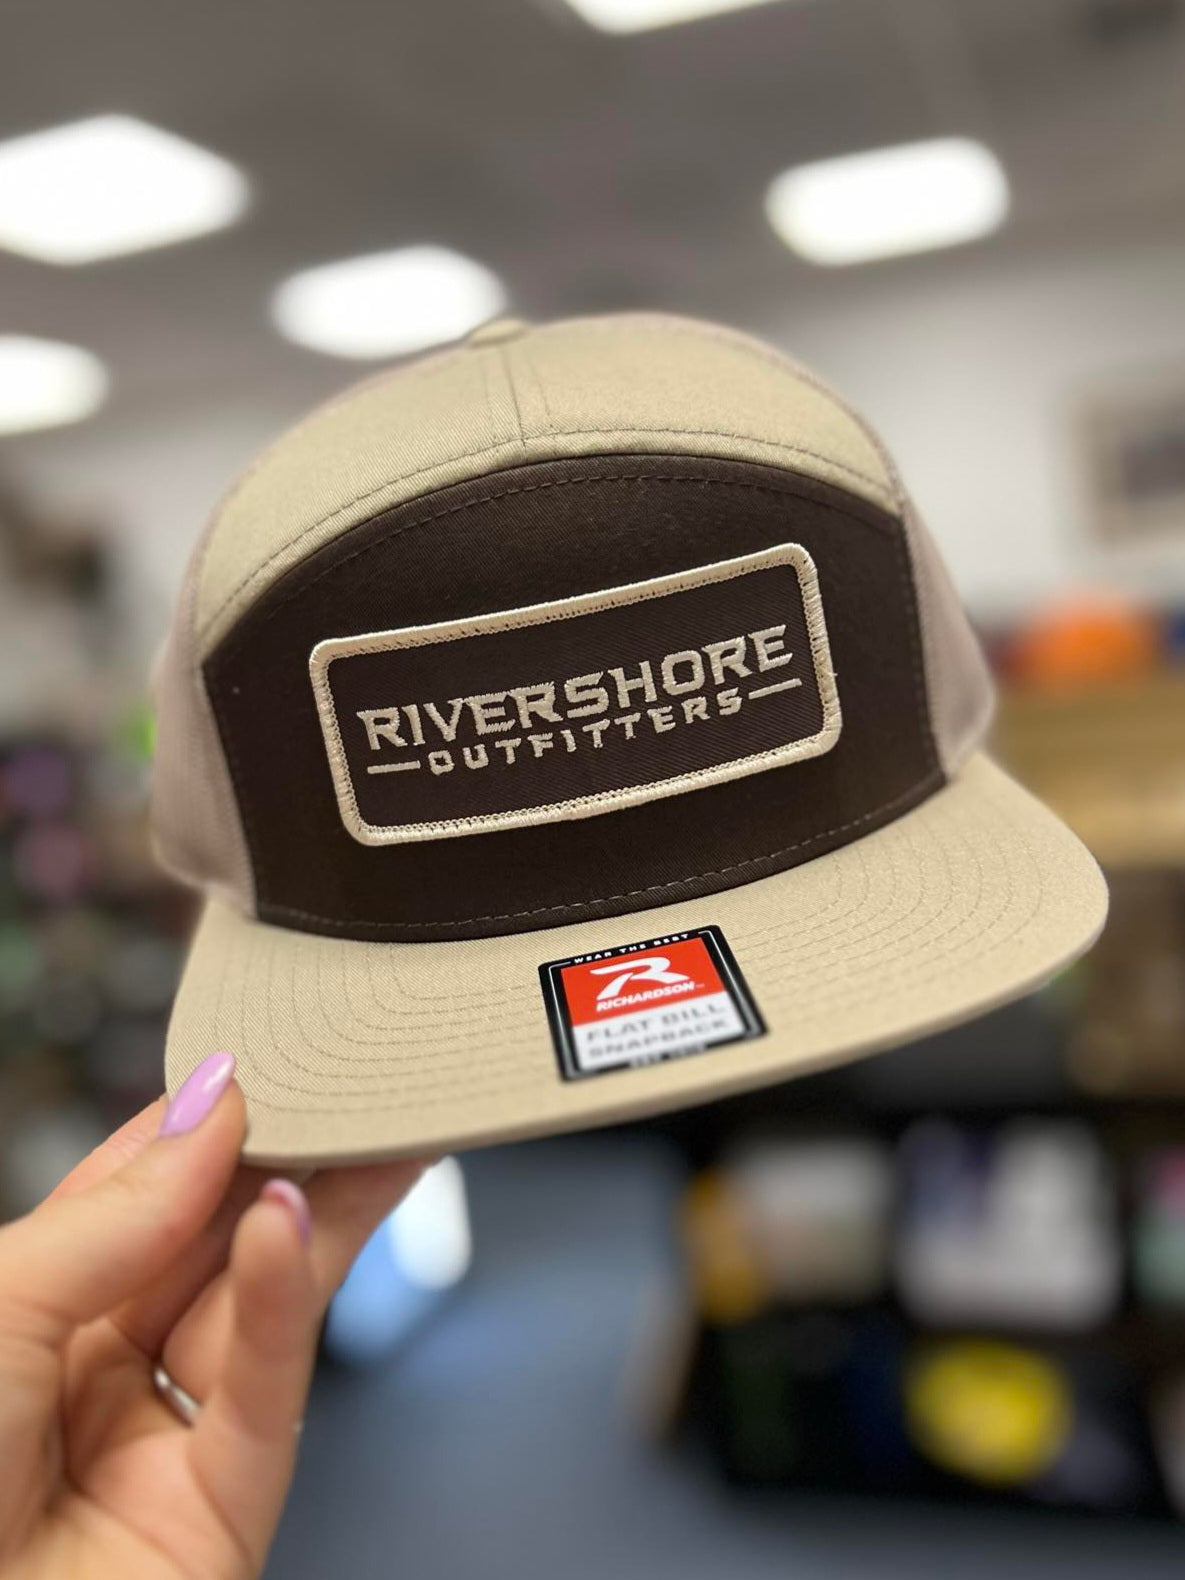 RIVERSHORE
OUTFITTERS
WEAR THE BEST
R
RICHARDSON
FLAT BILL
SNAPBACK